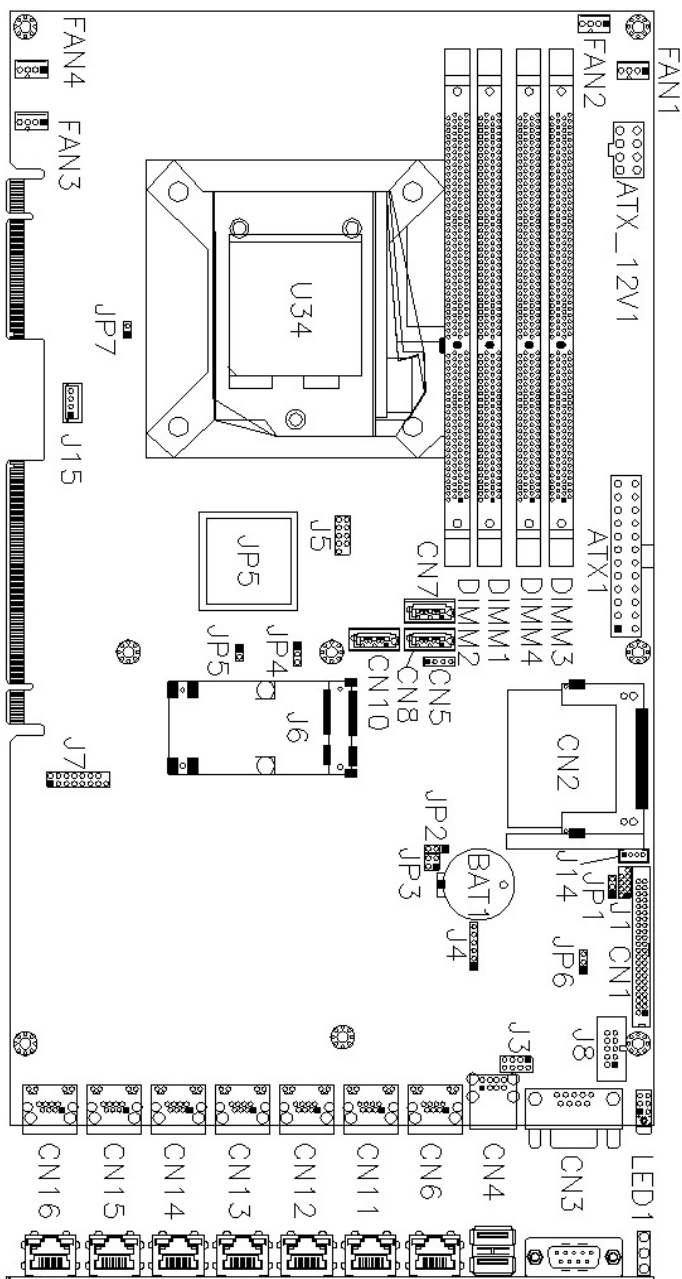 FAN4
FAN3
FAN2
FAN1
ATX_12V1
U34
JP7
J15
ATX1
J5
JP5
CN7
DIMM2
DIMM1
DIMM4
DIMM3
JP5
JP4
CN10
CN8
CN5
J6
CN2
J7
JP2
JP3
BAT1
J4
J14
JP1
J1
CN1
JP6
J8
J3
CN16
CN15
CN14
CN13
CN12
CN11
CN6
CN4
CN3
LED1